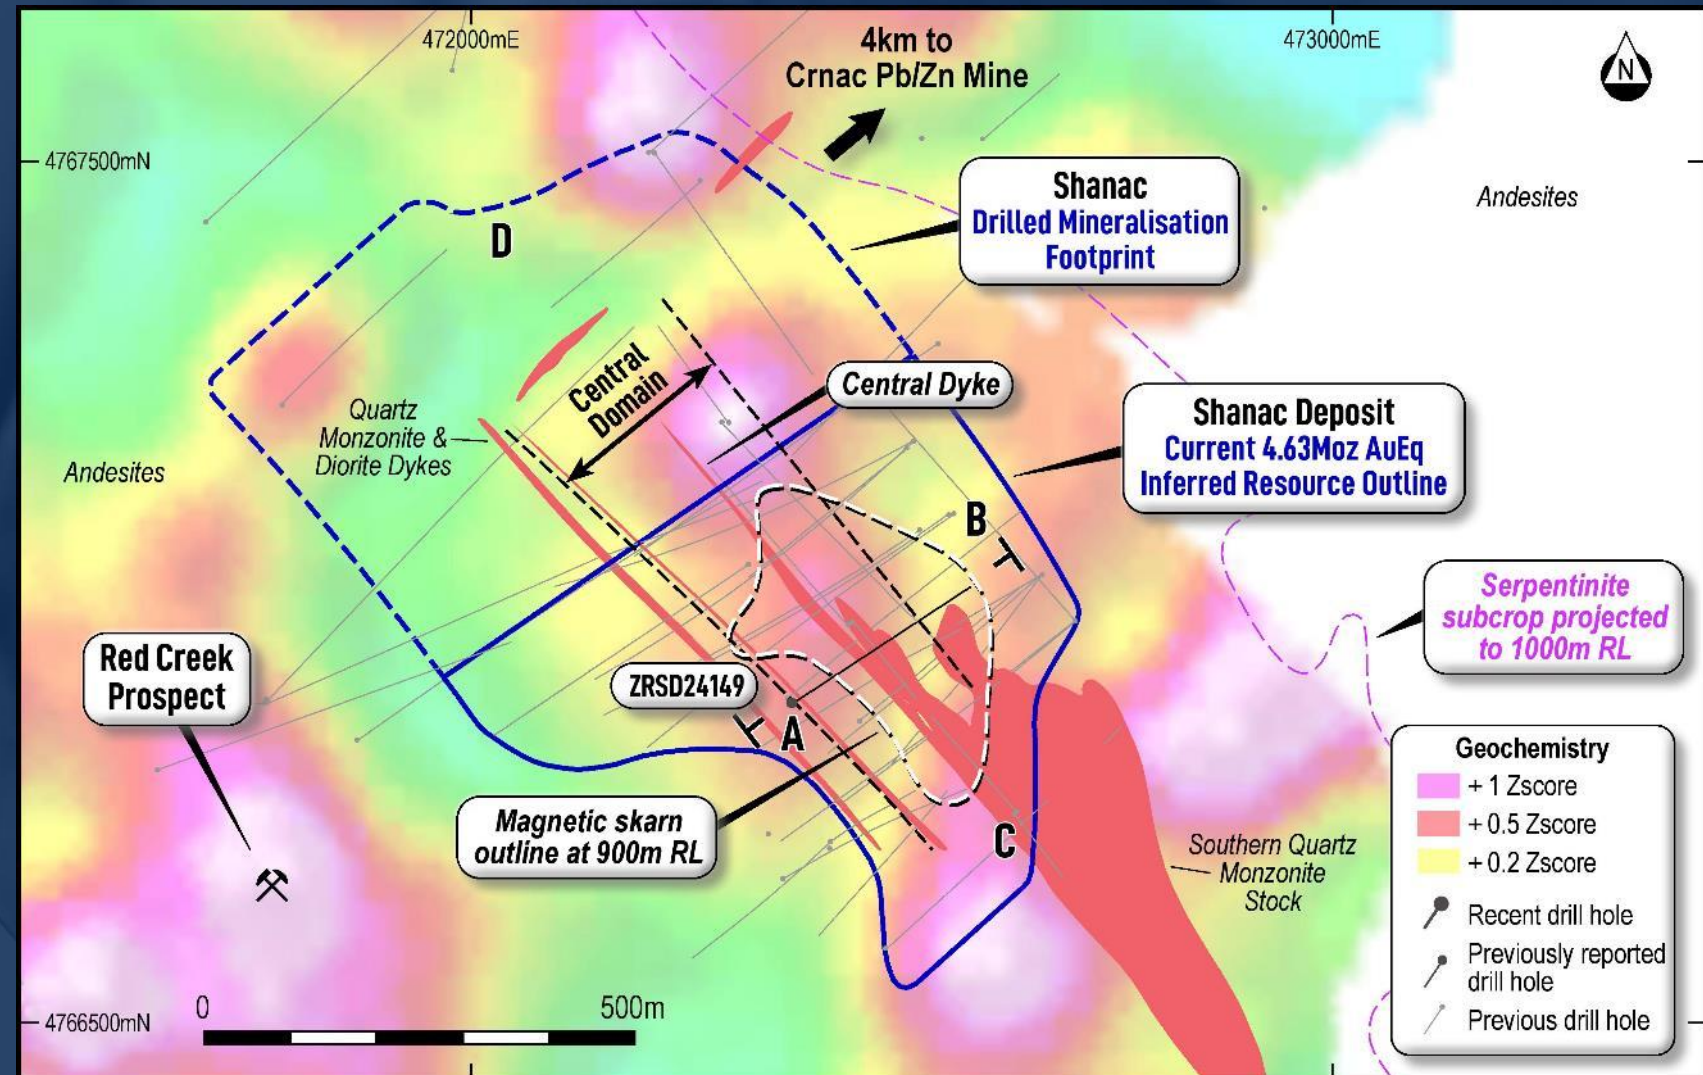 472000mE
4km to
Crnac Pb/Zn Mine
473000mE
N
4767500mN
Shanac
Drilled Mineralisation
Footprint
Andesites
D
Central
Domain
Central Dyke
Quartz
Monzonite &
Diorite Dykes
Andesites
Shanac Deposit
Current 4.63Moz AuEq
Inferred Resource Outline
B
Serpentinite
subcrop projected
to 1000m RL
Red Creek
Prospect
ZRSD24149
A
Magnetic skarn
outline at 900m RL
C
Southern Quartz
Monzonite
Stock
Geochemistry
+ 1 Zscore
+ 0.5 Zscore
+ 0.2 Zscore
Recent drill hole
Previously reported
drill hole
Previous drill hole
0
500m
4766500mN